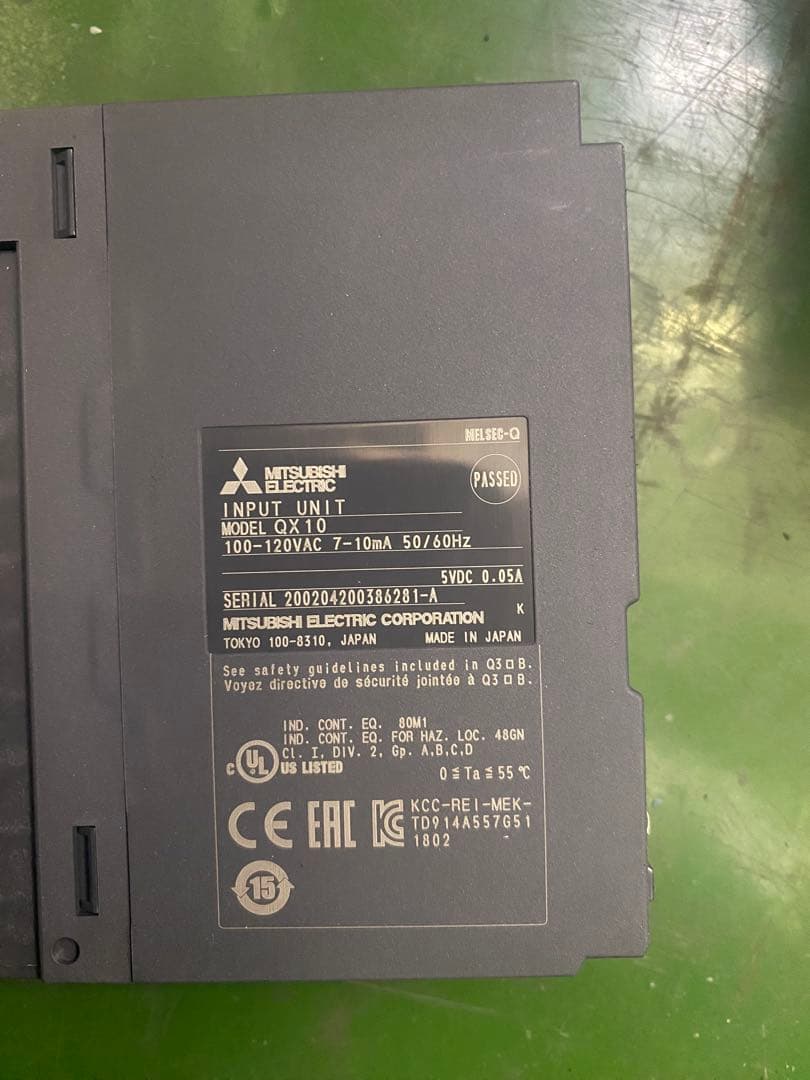 MELSEC-Q
MITSUBISHI
ELECTRIC
PASSED
INPUT UNIT
MODEL QX10
100-120VAC 7-10mA 50/60Hz
5VDC 0.05A
SERIAL 200204200386281-A
K
MITSUBISHI ELECTRIC CORPORATION
TOKYO 100-8310, JAPAN MADE IN JAPAN
See safety guidelines included in Q3□B.
Voyez directive de sécurité jointée à Q3□B.
IND. CONT. EQ. 80M1
IND. CONT. EQ. FOR HAZ. LOC. 48GN
Cl. I, DIV. 2, Gp. A,B,C,D
C UL US LISTED
0≦Ta≦55℃
CE EAC
KCC-REI-MEK-
TD914A557G51
1802
15